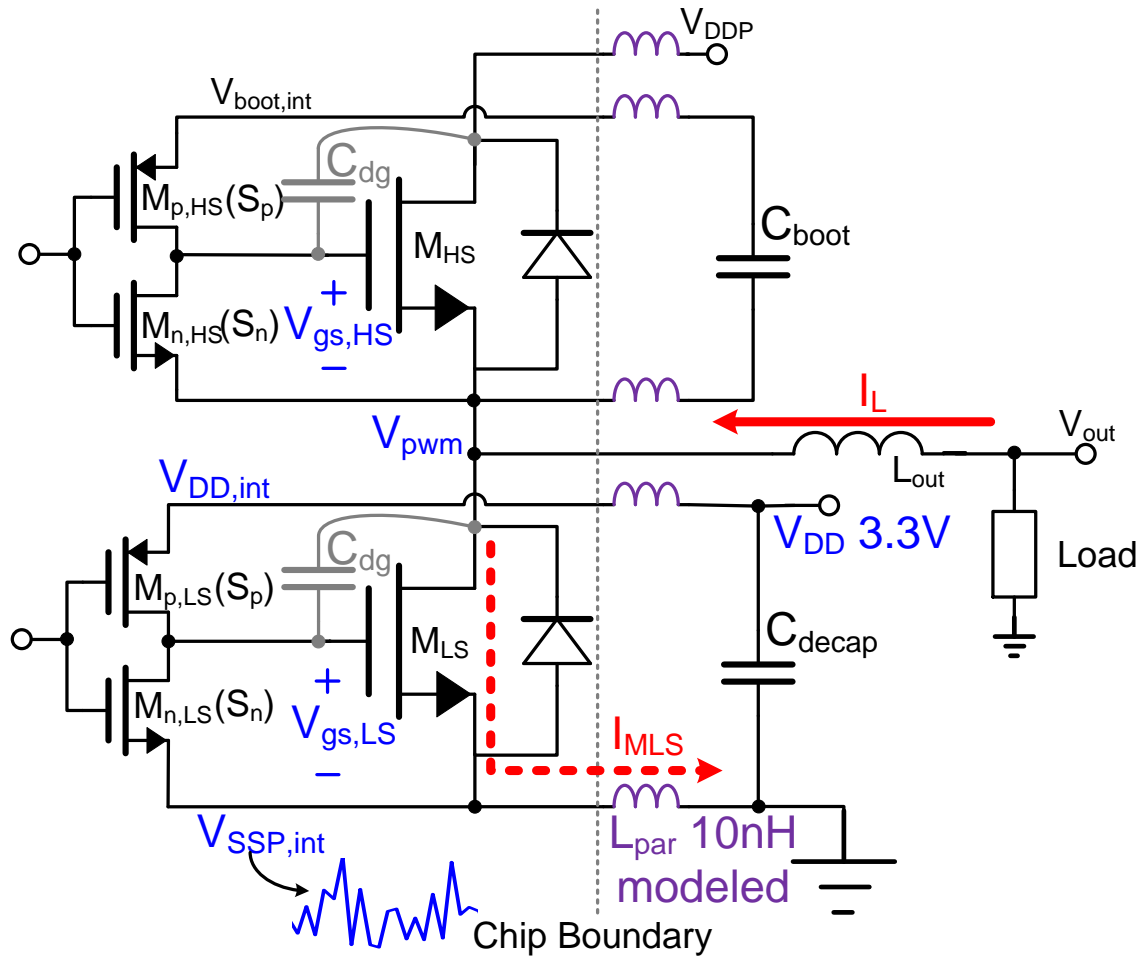 V_DDP
V_boot,int
C_dg
M_p,HS(S_p)
M_HS
C_boot
M_n,HS(S_n)
+
V_gs,HS
−
I_L
V_pwm
V_out
L_out
V_DD,int
V_DD 3.3V
C_dg
Load
M_p,LS(S_p)
M_LS
C_decap
M_n,LS(S_n)
+
V_gs,LS
−
I_MLS
V_SSP,int
L_par 10nH
modeled
Chip Boundary